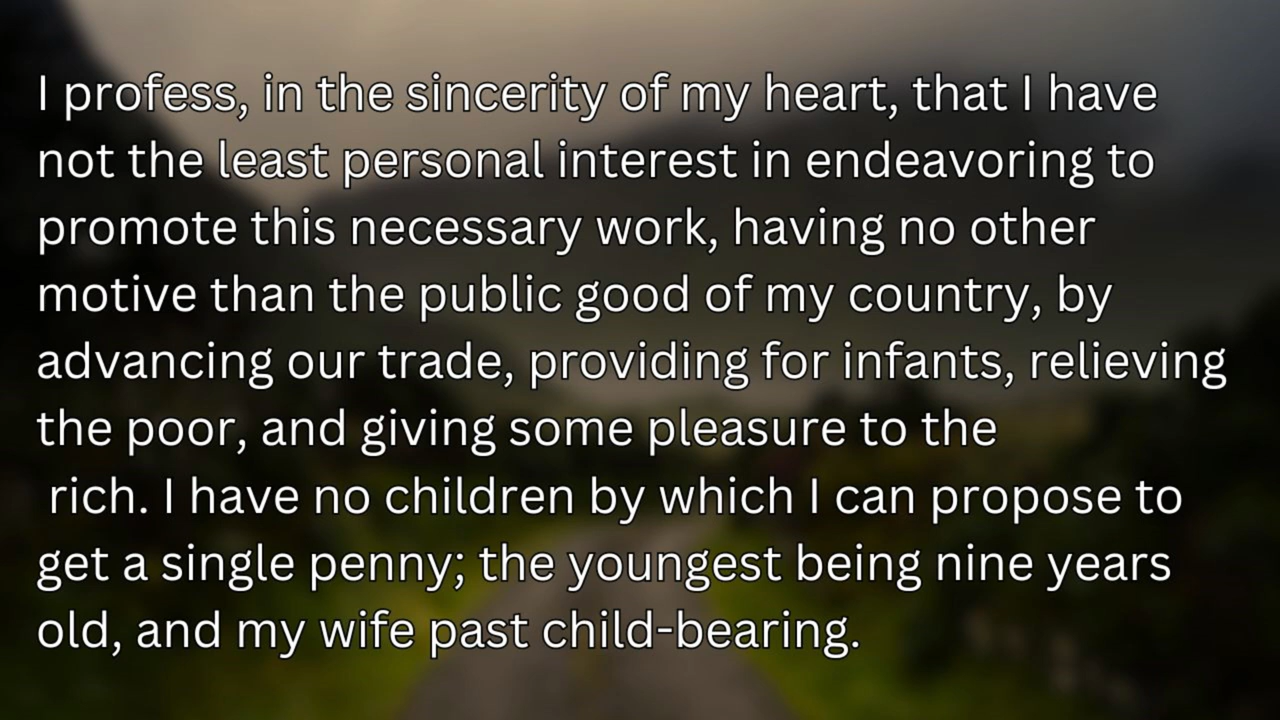 I profess, in the sincerity of my heart, that I have
not the least personal interest in endeavoring to
promote this necessary work, having no other
motive than the public good of my country, by
advancing our trade, providing for infants, relieving
the poor, and giving some pleasure to the
rich. I have no children by which I can propose to
get a single penny; the youngest being nine years
old, and my wife past child-bearing.